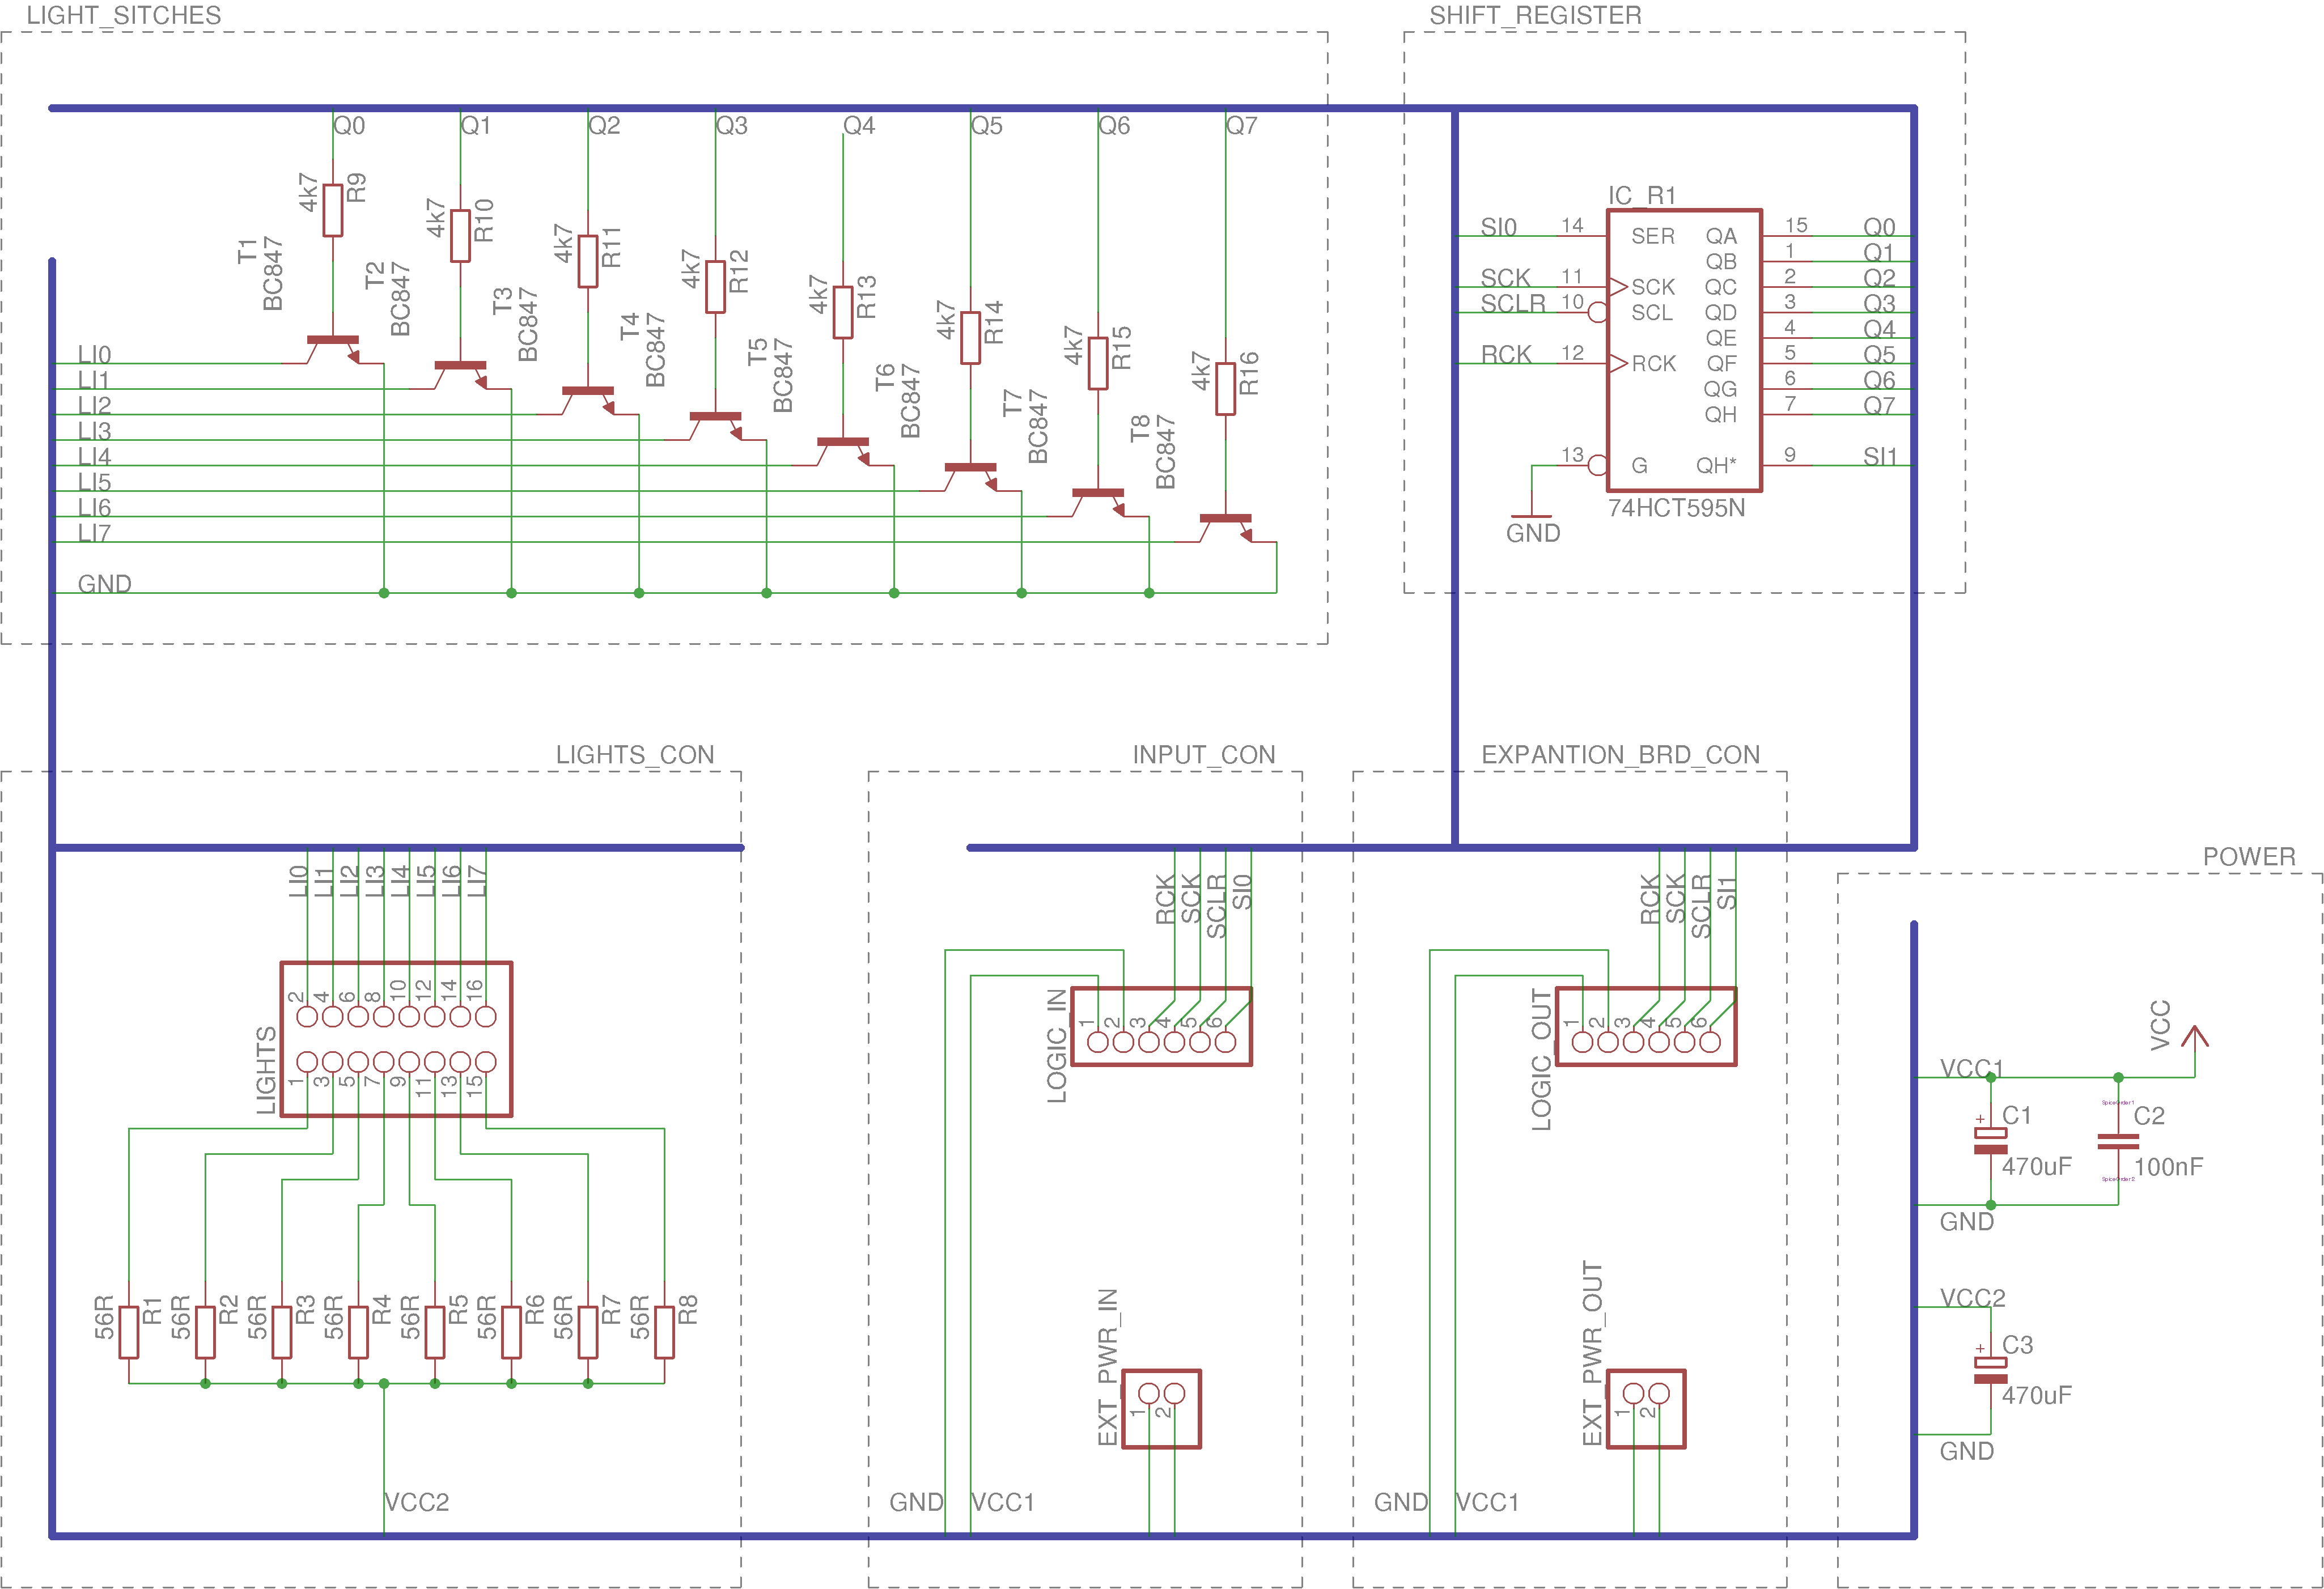 LIGHT_SITCHES
Q0 Q1 Q2 Q3 Q4 Q5 Q6 Q7
4k7 R9
4k7 R10
4k7 R11
4k7 R12
4k7 R13
4k7 R14
4k7 R15
4k7 R16
T1 BC847
T2 BC847
T3 BC847
T4 BC847
T5 BC847
T6 BC847
T7 BC847
T8 BC847
LI0
LI1
LI2
LI3
LI4
LI5
LI6
LI7
GND
SHIFT_REGISTER
IC_R1
SI0 14 SER QA 15 Q0
QB 1 Q1
SCK 11 SCK QC 2 Q2
SCLR 10 SCL QD 3 Q3
QE 4 Q4
RCK 12 RCK QF 5 Q5
QG 6 Q6
QH 7 Q7
13 G QH* 9 SI1
74HCT595N
GND
LIGHTS_CON
LI0 LI1 LI2 LI3 LI4 LI5 LI6 LI7
2 4 6 8 10 12 14 16
LIGHTS
1 3 5 7 9 11 13 15
56R R1
56R R2
56R R3
56R R4
56R R5
56R R6
56R R7
56R R8
VCC2
INPUT_CON
RCK SCK SCLR SI0
LOGIC_IN
1 2 3 4 5 6
EXT_PWR_IN
1 2
GND VCC1
EXPANTION_BRD_CON
RCK SCK SCLR SI1
LOGIC_OUT
1 2 3 4 5 6
EXT_PWR_OUT
1 2
GND VCC1
POWER
VCC
VCC1
SpiceOrder1
+ C1 C2
470uF 100nF
SpiceOrder2
GND
VCC2
+ C3
470uF
GND